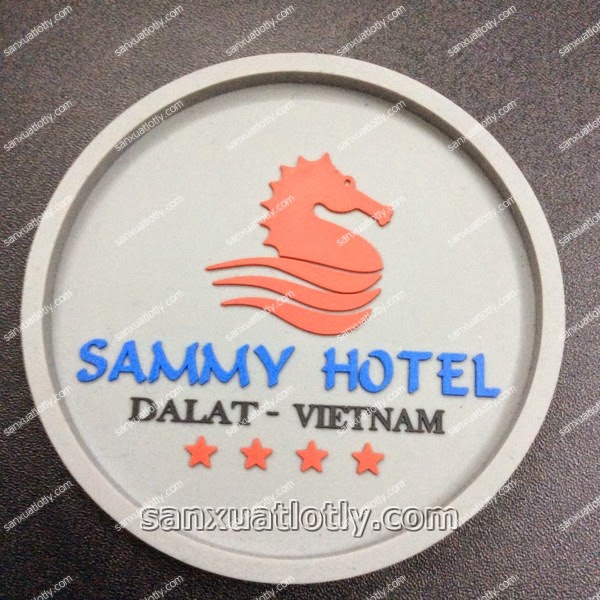 SAMMY HOTEL
DALAT - VIETNAM
sanxuatlotly.com